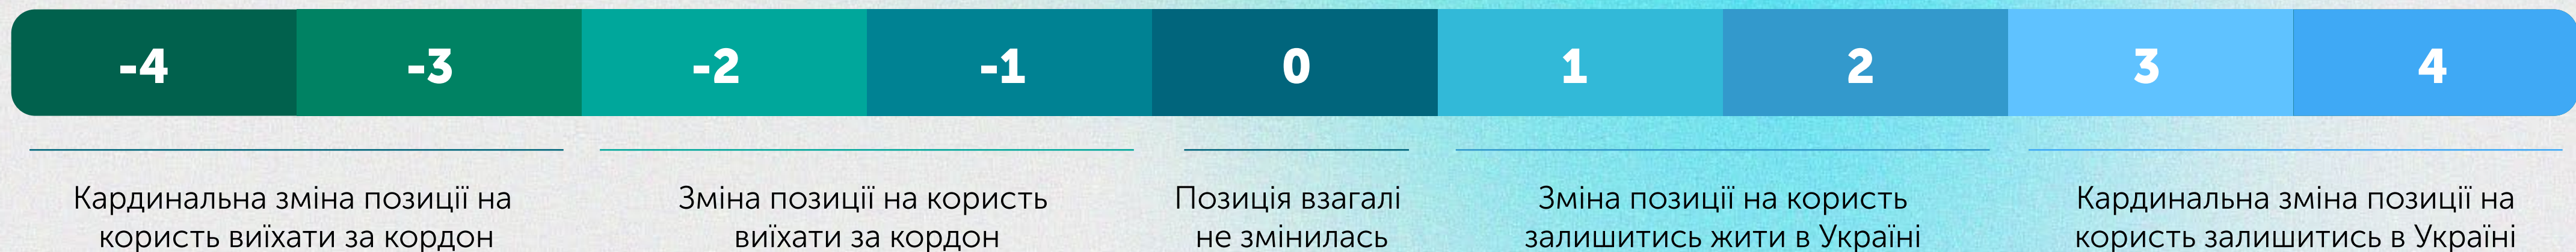 -4 -3 -2 -1 0 1 2 3 4
Кардинальна зміна позиції на
користь виїхати за кордон
Зміна позиції на користь
виїхати за кордон
Позиція взагалі
не змінилась
Зміна позиції на користь
залишитись жити в Україні
Кардинальна зміна позиції на
користь залишитись в Україні